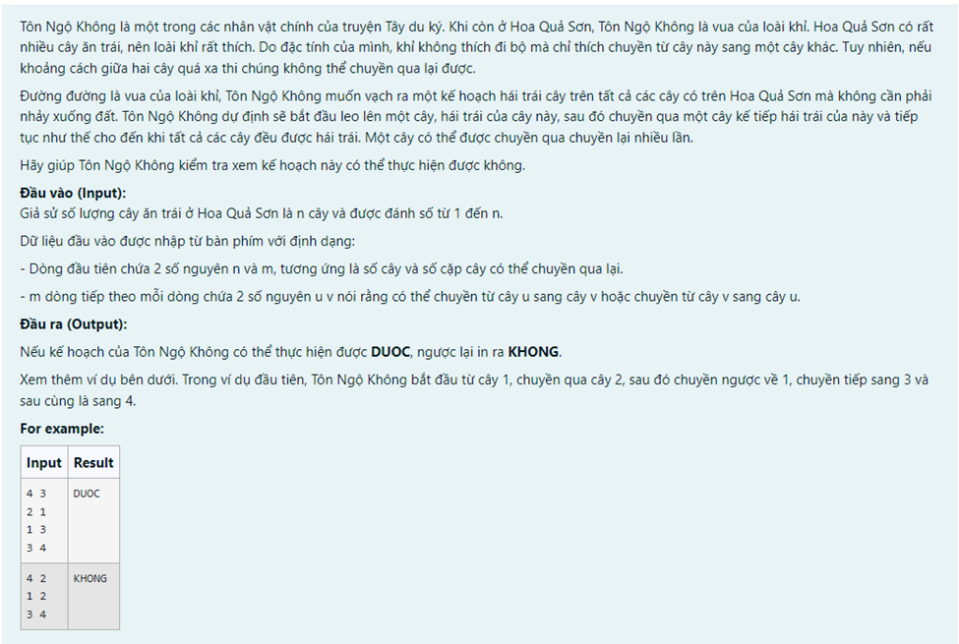 Tôn Ngộ Không là một trong các nhân vật chính của truyện Tây du ký. Khi còn ở Hoa Quả Sơn, Tôn Ngộ Không là vua của loài khỉ. Hoa Quả Sơn có rất
nhiều cây ăn trái, nên loài khỉ rất thích. Do đặc tính của mình, khỉ không thích đi bộ mà chỉ thích chuyền từ cây này sang một cây khác. Tuy nhiên, nếu
khoảng cách giữa hai cây quá xa thì chúng không thể chuyền qua lại được.
Đường đường là vua của loài khỉ, Tôn Ngộ Không muốn vạch ra một kế hoạch hái trái cây trên tất cả các cây có trên Hoa Quả Sơn mà không cần phải
nhảy xuống đất. Tôn Ngộ Không dự định sẽ bắt đầu leo lên một cây, hái trái của cây này, sau đó chuyền qua một cây kế tiếp hái trái của này và tiếp
tục như thế cho đến khi tất cả các cây đều được hái trái. Một cây có thể được chuyền qua chuyền lại nhiều lần.
Hãy giúp Tôn Ngộ Không kiểm tra xem kế hoạch này có thể thực hiện được không.
Đầu vào (Input):
Giả sử số lượng cây ăn trái ở Hoa Quả Sơn là n cây và được đánh số từ 1 đến n.
Dữ liệu đầu vào được nhập từ bàn phím với định dạng:
- Dòng đầu tiên chứa 2 số nguyên n và m, tương ứng là số cây và số cặp cây có thể chuyền qua lại.
- m dòng tiếp theo mỗi dòng chứa 2 số nguyên u v nói rằng có thể chuyền từ cây u sang cây v hoặc chuyền từ cây v sang cây u.
Đầu ra (Output):
Nếu kế hoạch của Tôn Ngộ Không có thể thực hiện được DUOC, ngược lại in ra KHONG.
Xem thêm ví dụ bên dưới. Trong ví dụ đầu tiên, Tôn Ngộ Không bắt đầu từ cây 1, chuyền qua cây 2, sau đó chuyền ngược về 1, chuyền tiếp sang 3 và
sau cùng là sang 4.
For example:
Input Result
4 3 DUOC
2 1
1 3
3 4
4 2 KHONG
1 2
3 4